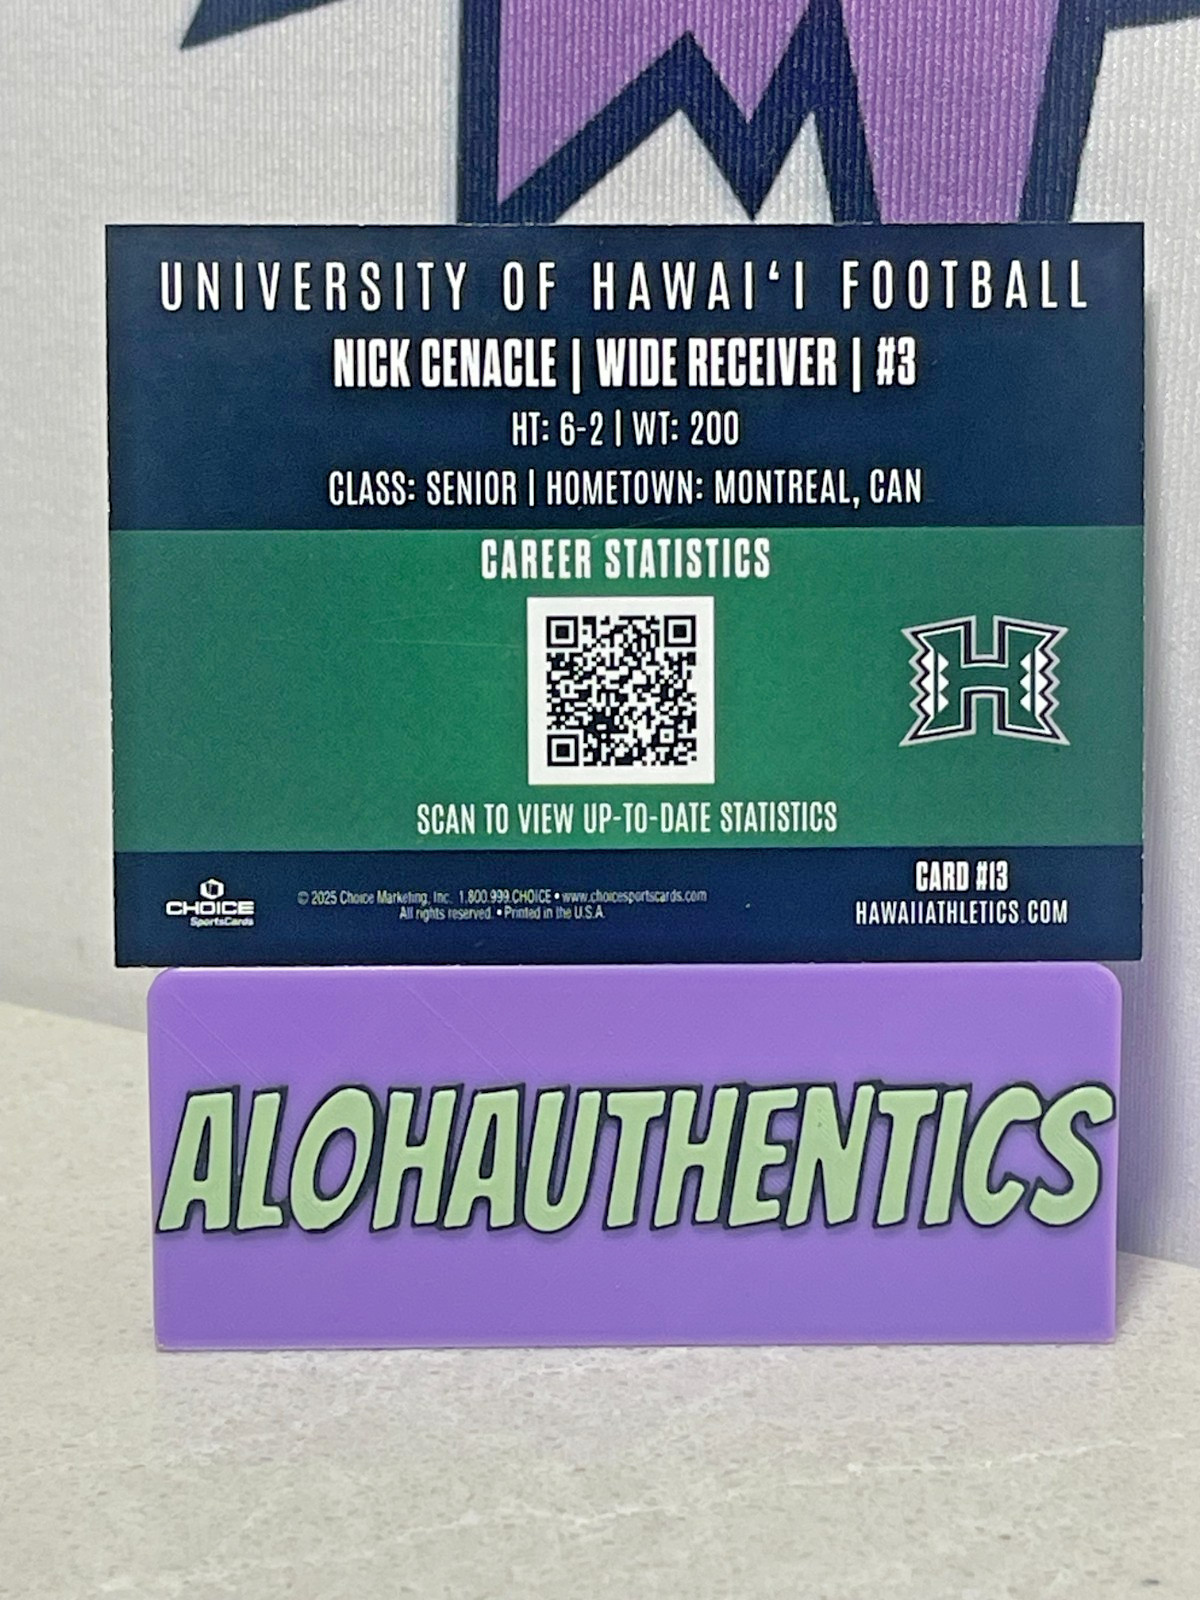 UNIVERSITY OF HAWAIʻI FOOTBALL
NICK CENACLE | WIDE RECEIVER | #3
HT: 6-2 | WT: 200
CLASS: SENIOR | HOMETOWN: MONTREAL, CAN
CAREER STATISTICS
H
SCAN TO VIEW UP-TO-DATE STATISTICS
CHOICE
SportsCards
© 2025 Choice Marketing, Inc. 1.800.999.CHOICE • www.choicesportscards.com
All rights reserved. • Printed in the U.S.A.
CARD #13
HAWAIIATHLETICS.COM
ALOHAUTHENTICS